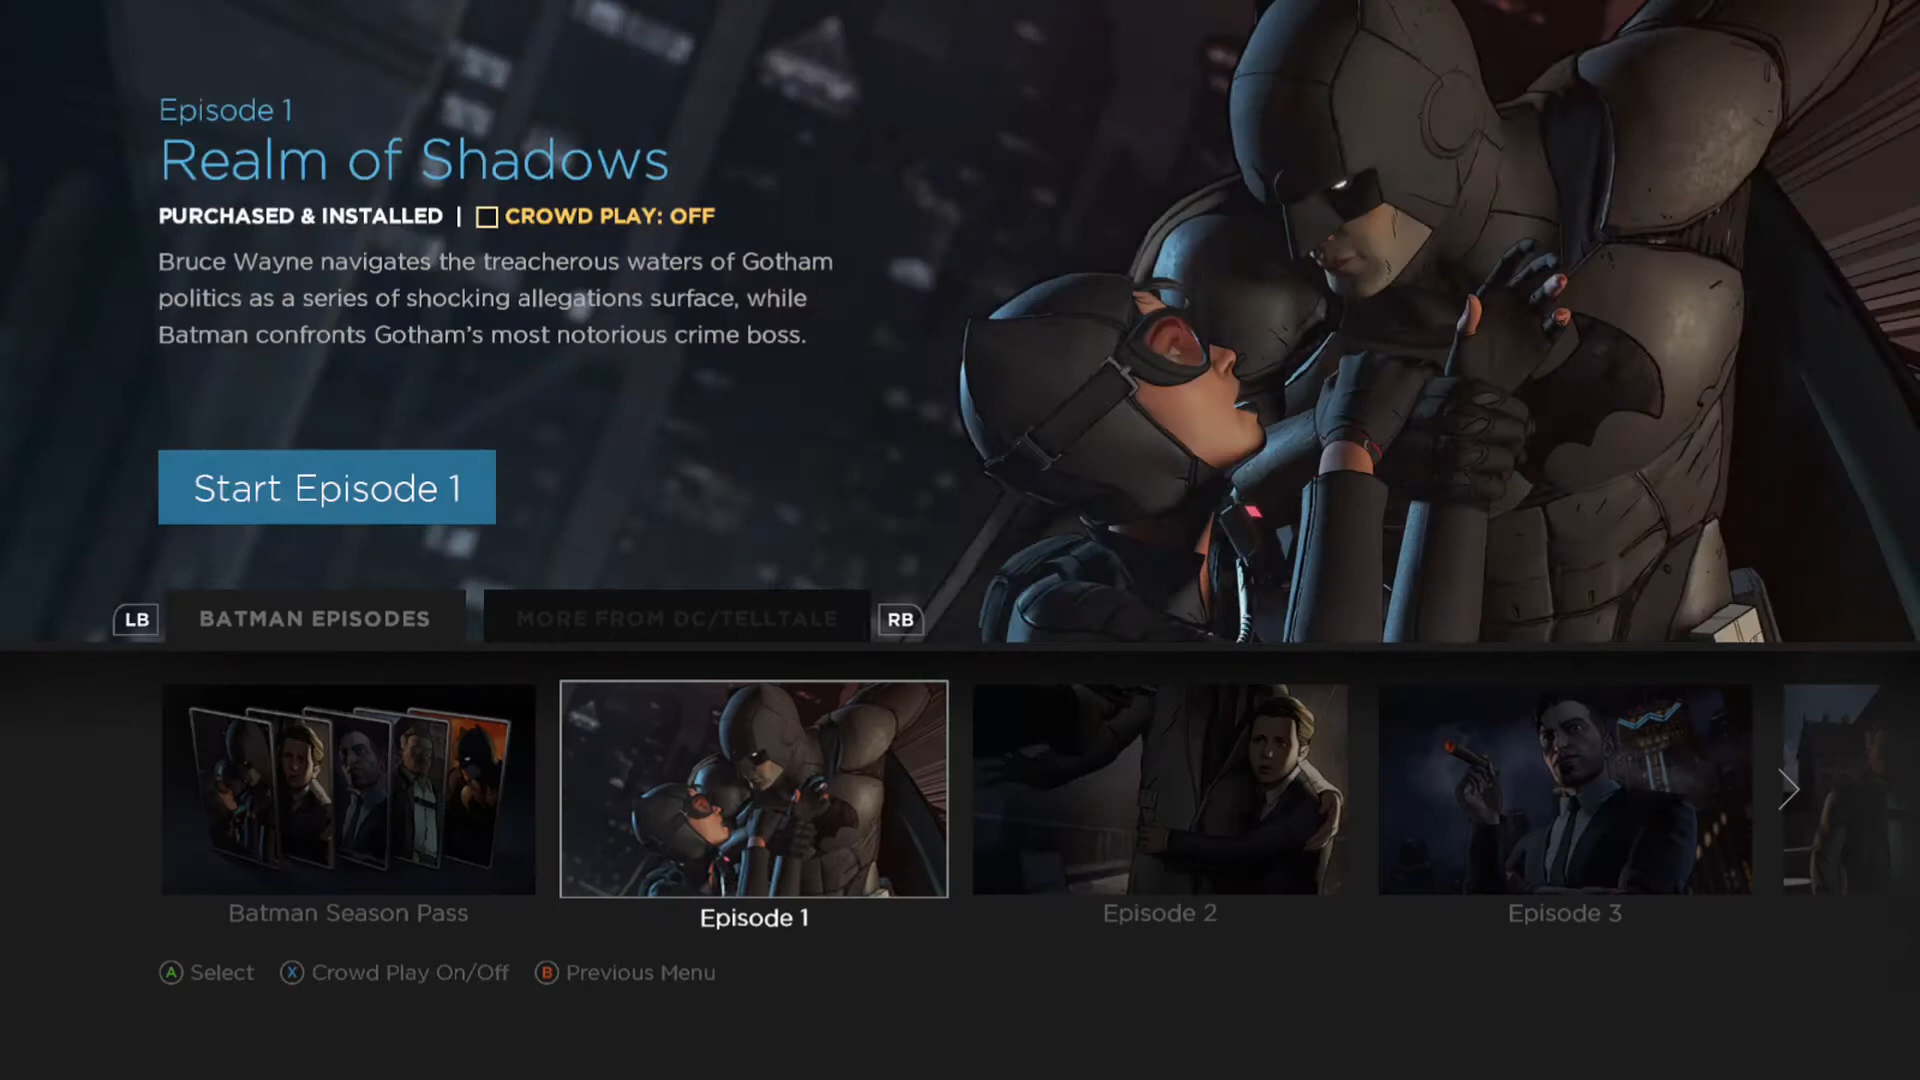 Episode 1
Realm of Shadows
PURCHASED & INSTALLED | CROWD PLAY: OFF
Bruce Wayne navigates the treacherous waters of Gotham
politics as a series of shocking allegations surface, while
Batman confronts Gotham's most notorious crime boss.
Start Episode 1
LB BATMAN EPISODES MORE FROM DC/TELLTALE RB
Batman Season Pass Episode 1 Episode 2 Episode 3
A Select X Crowd Play On/Off B Previous Menu